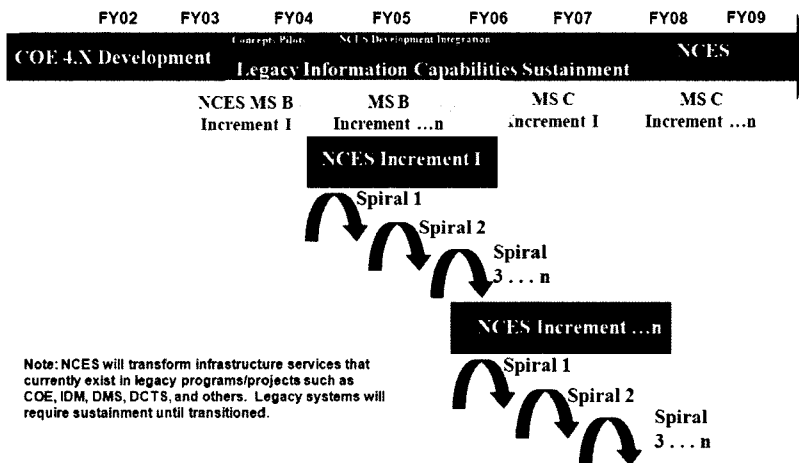 FY02 FY03 FY04 FY05 FY06 FY07 FY08 FY09
Concepts Pilots NCES Development Integration
COE 4.X Development NCES
Legacy Information Capabilities Sustainment
NCES MS B MS B MS C MS C
Increment I Increment ...n Increment I Increment ...n
NCES Increment I
Spiral 1
Spiral 2
Spiral
3 . . . n
NCES Increment ...n
Spiral 1
Spiral 2
Spiral
3 . . . n
Note: NCES will transform infrastructure services that
currently exist in legacy programs/projects such as
COE, IDM, DMS, DCTS, and others. Legacy systems will
require sustainment until transitioned.